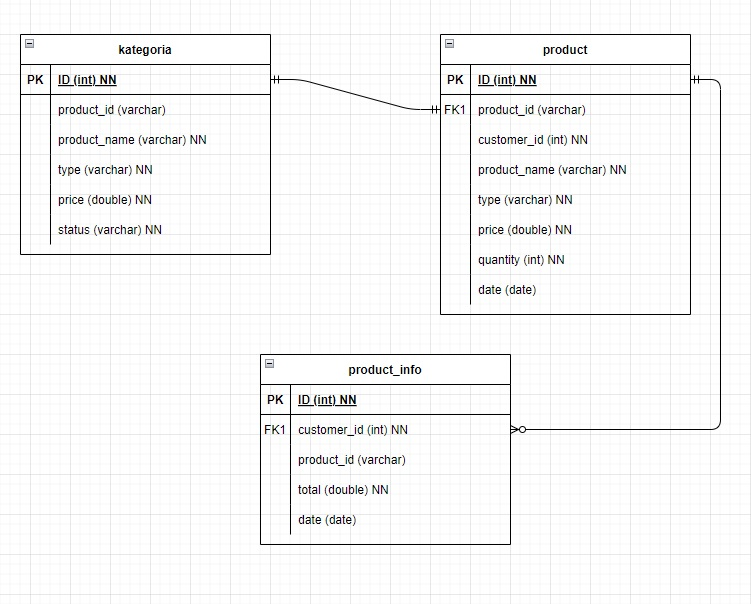 kategoria
PK ID (int) NN
product_id (varchar)
product_name (varchar) NN
type (varchar) NN
price (double) NN
status (varchar) NN
product
PK ID (int) NN
FK1 product_id (varchar)
customer_id (int) NN
product_name (varchar) NN
type (varchar) NN
price (double) NN
quantity (int) NN
date (date)
product_info
PK ID (int) NN
FK1 customer_id (int) NN
product_id (varchar)
total (double) NN
date (date)